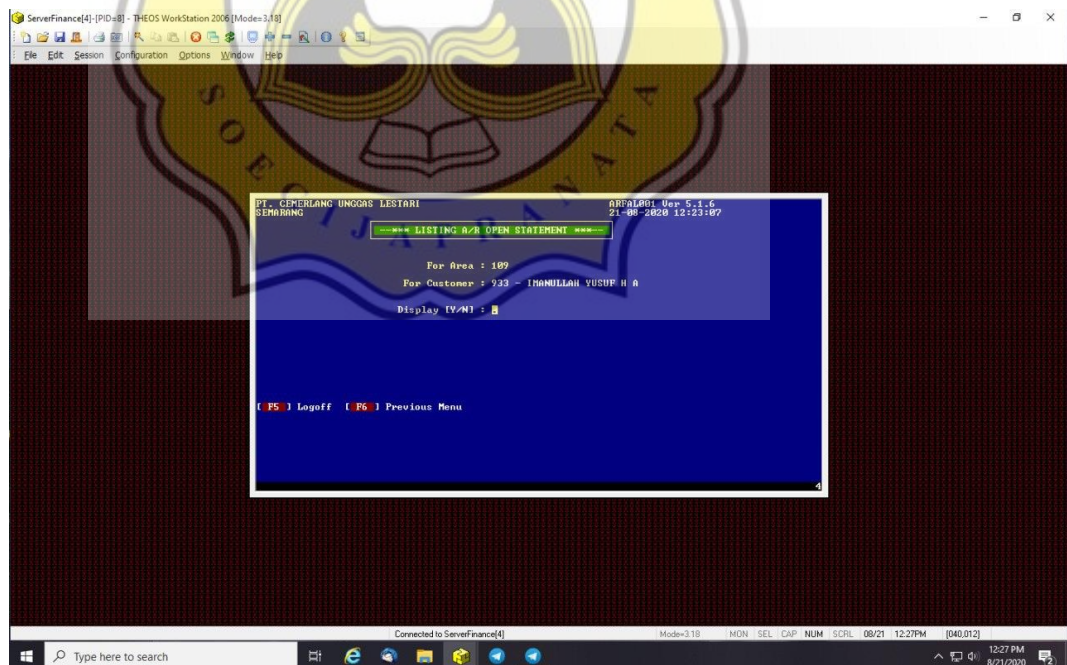 ServerFinance[4]-[PID=8] - THEOS WorkStation 2006 [Mode=3.18]
File Edit Session Configuration Options Window Help
SOEGIJAPRANATA
PT. CEMERLANG UNGGAS LESTARI ARFAL001 Ver 5.1.6
SEMARANG 21-08-2020 12:23:07
--*** LISTING A/R OPEN STATEMENT ***--
For Area : 109
For Customer : 933 - IMANULLAH YUSUF H A
Display [Y/N] :
[ F5 ] Logoff [ F6 ] Previous Menu
4
Connected to ServerFinance[4] Mode=3.18 MON SEL CAP NUM SCRL 08/21 12:27PM [040,012]
Type here to search
12:27 PM
8/21/2020
2